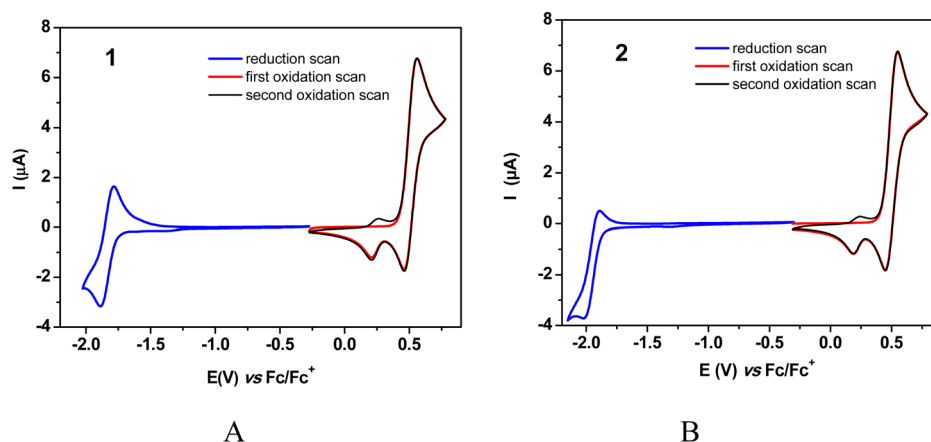 1
reduction scan
first oxidation scan
second oxidation scan
I (µA)
8
6
4
2
0
-2
-4
-2.0 -1.5 -1.0 -0.5 0.0 0.5
E(V) vs Fc/Fc+
A
2
reduction scan
first oxidation scan
second oxidation scan
I (µA)
8
6
4
2
0
-2
-4
-2.0 -1.5 -1.0 -0.5 0.0 0.5
E (V) vs Fc/Fc+
B